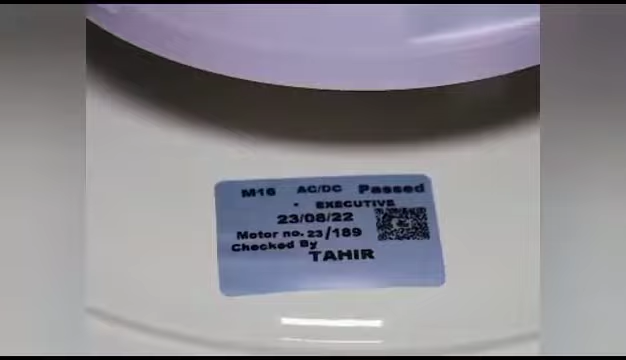 M16 AC/DC Passed
EXECUTIVE
23/08/22
Motor no. 23/189
Checked By
TAHIR